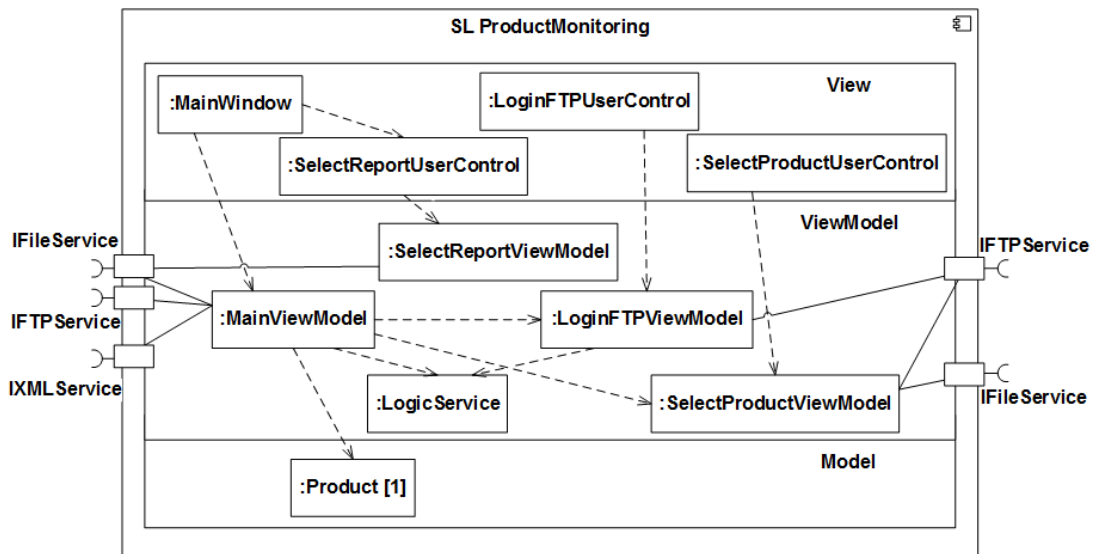 SL ProductMonitoring
View
:MainWindow
:LoginFTPUserControl
:SelectReportUserControl
:SelectProductUserControl
ViewModel
IFileService
:SelectReportViewModel
IFTPService
IFTPService
:MainViewModel
:LoginFTPViewModel
IXMLService
:LogicService
:SelectProductViewModel
IFileService
Model
:Product [1]